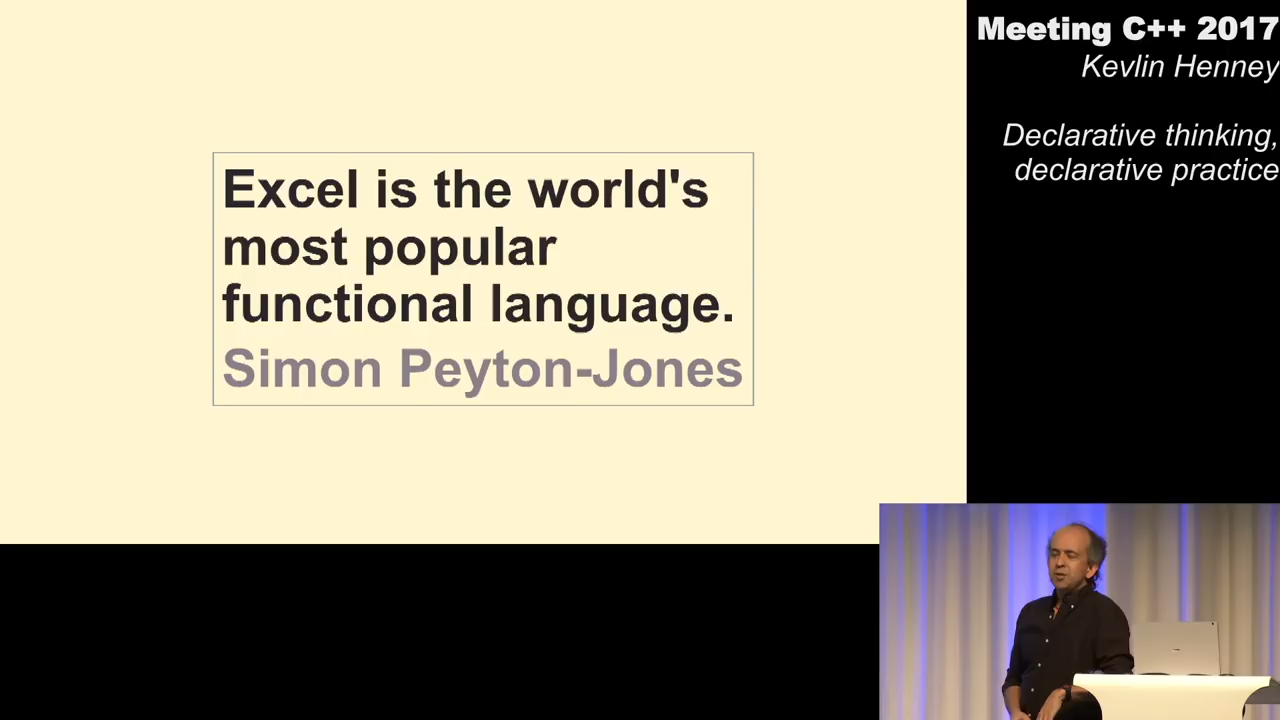 Excel is the world's
most popular
functional language.
Simon Peyton-Jones
Meeting C++ 2017
Kevlin Henney
Declarative thinking,
declarative practice